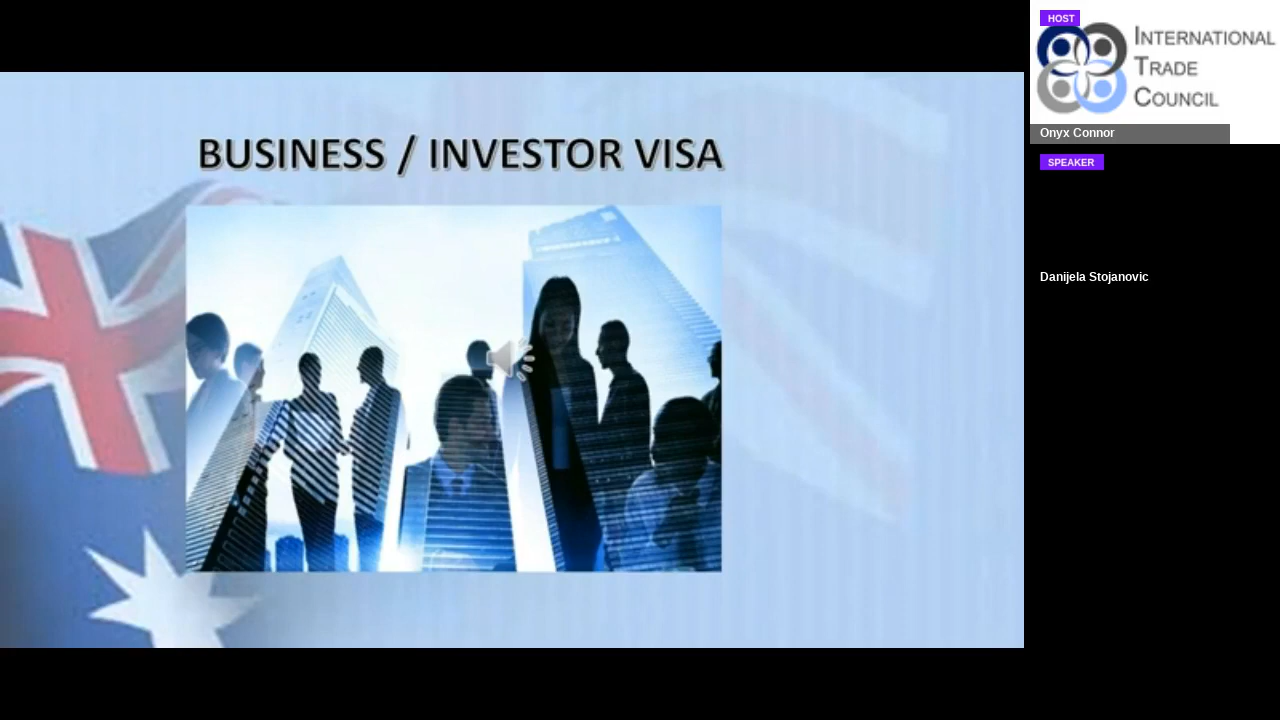 BUSINESS / INVESTOR VISA
HOST
INTERNATIONAL
TRADE
COUNCIL
Onyx Connor
SPEAKER
Danijela Stojanovic